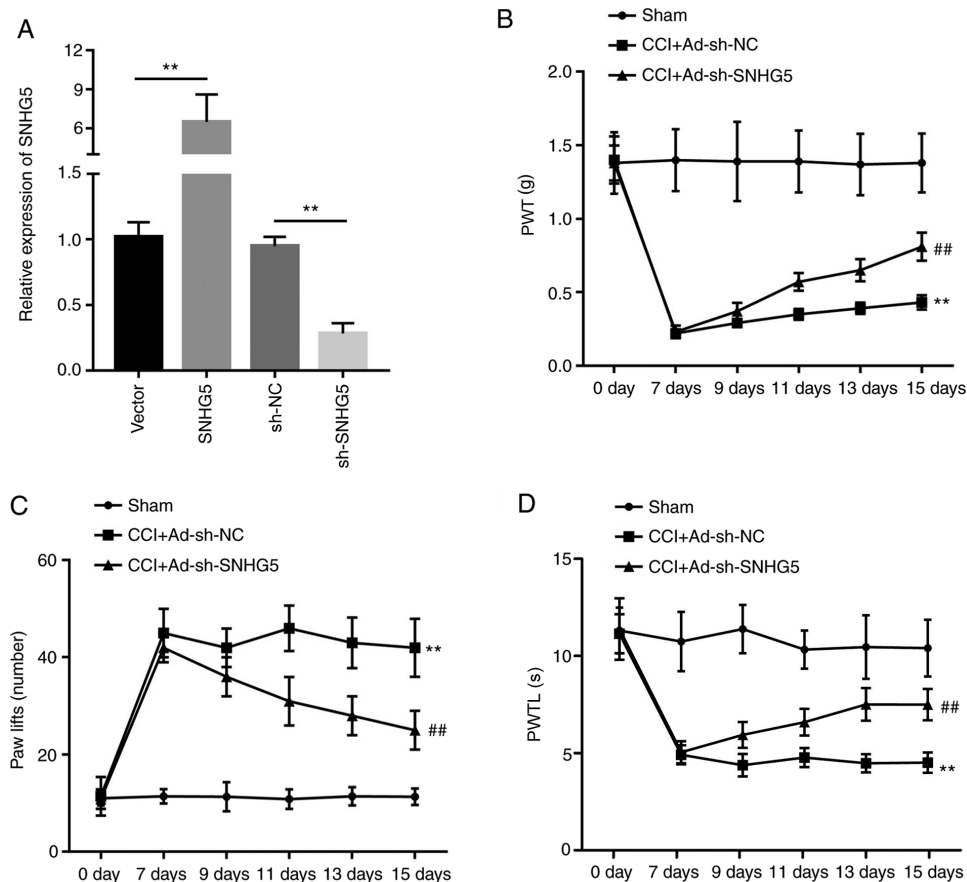 A
Relative expression of SNHG5
12
9
6
1.5
1.0
0.5
0.0
**
**
Vector
SNHG5
sh-NC
sh-SNHG5
B
Sham
CCI+Ad-sh-NC
CCI+Ad-sh-SNHG5
PWT (g)
2.0
1.5
1.0
0.5
0.0
##
**
0 day 7 days 9 days 11 days 13 days 15 days
C
Sham
CCI+Ad-sh-NC
CCI+Ad-sh-SNHG5
Paw lifts (number)
60
40
20
0
**
##
0 day 7 days 9 days 11 days 13 days 15 days
D
Sham
CCI+Ad-sh-NC
CCI+Ad-sh-SNHG5
PWTL (s)
15
10
5
0
##
**
0 day 7 days 9 days 11 days 13 days 15 days